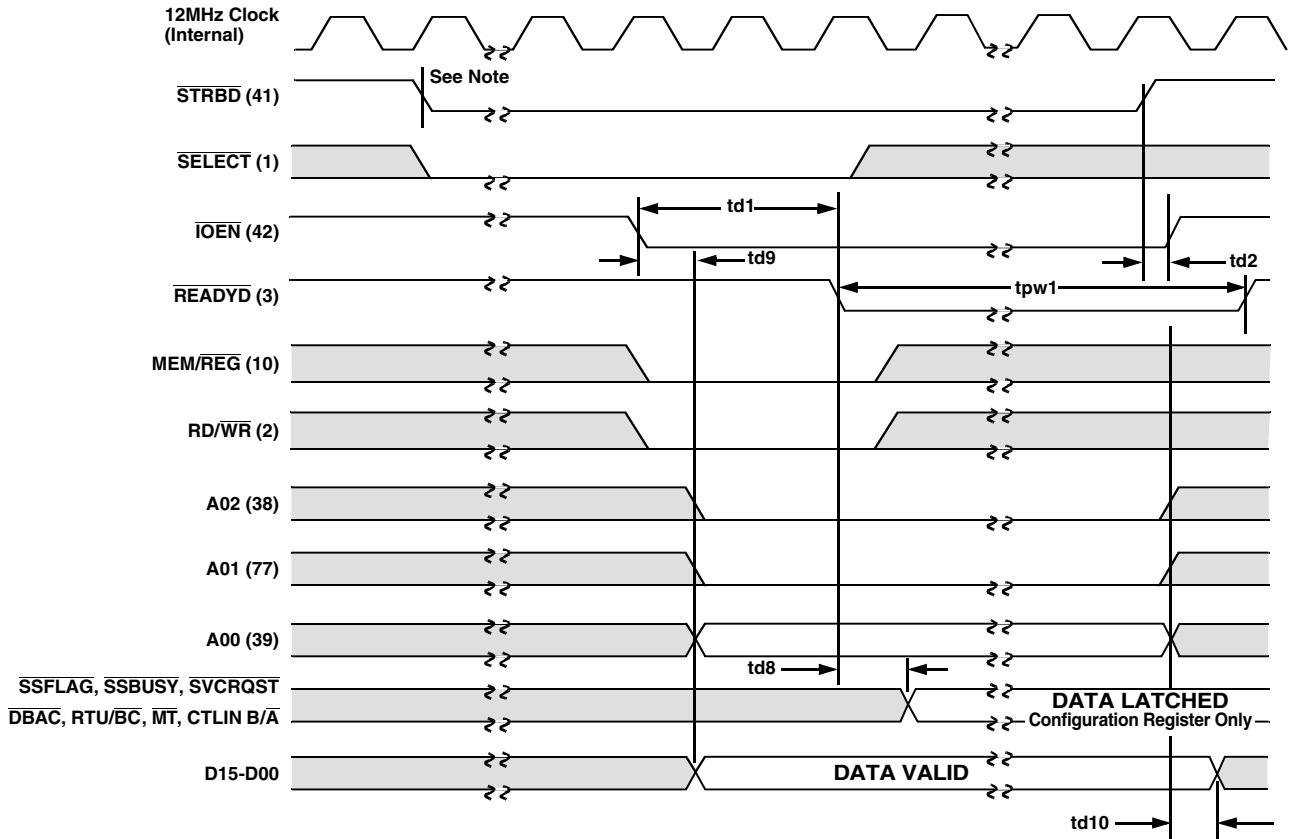 12MHz Clock
(Internal)
See Note
STRBD (41)
SELECT (1)
td1
IOEN (42)
td9
td2
READYD (3)
tpw1
MEM/REG (10)
RD/WR (2)
A02 (38)
A01 (77)
A00 (39)
td8
SSFLAG, SSBUSY, SVCRQST
DBAC, RTU/BC, MT, CTLIN B/A
DATA LATCHED
Configuration Register Only
D15-D00
DATA VALID
td10